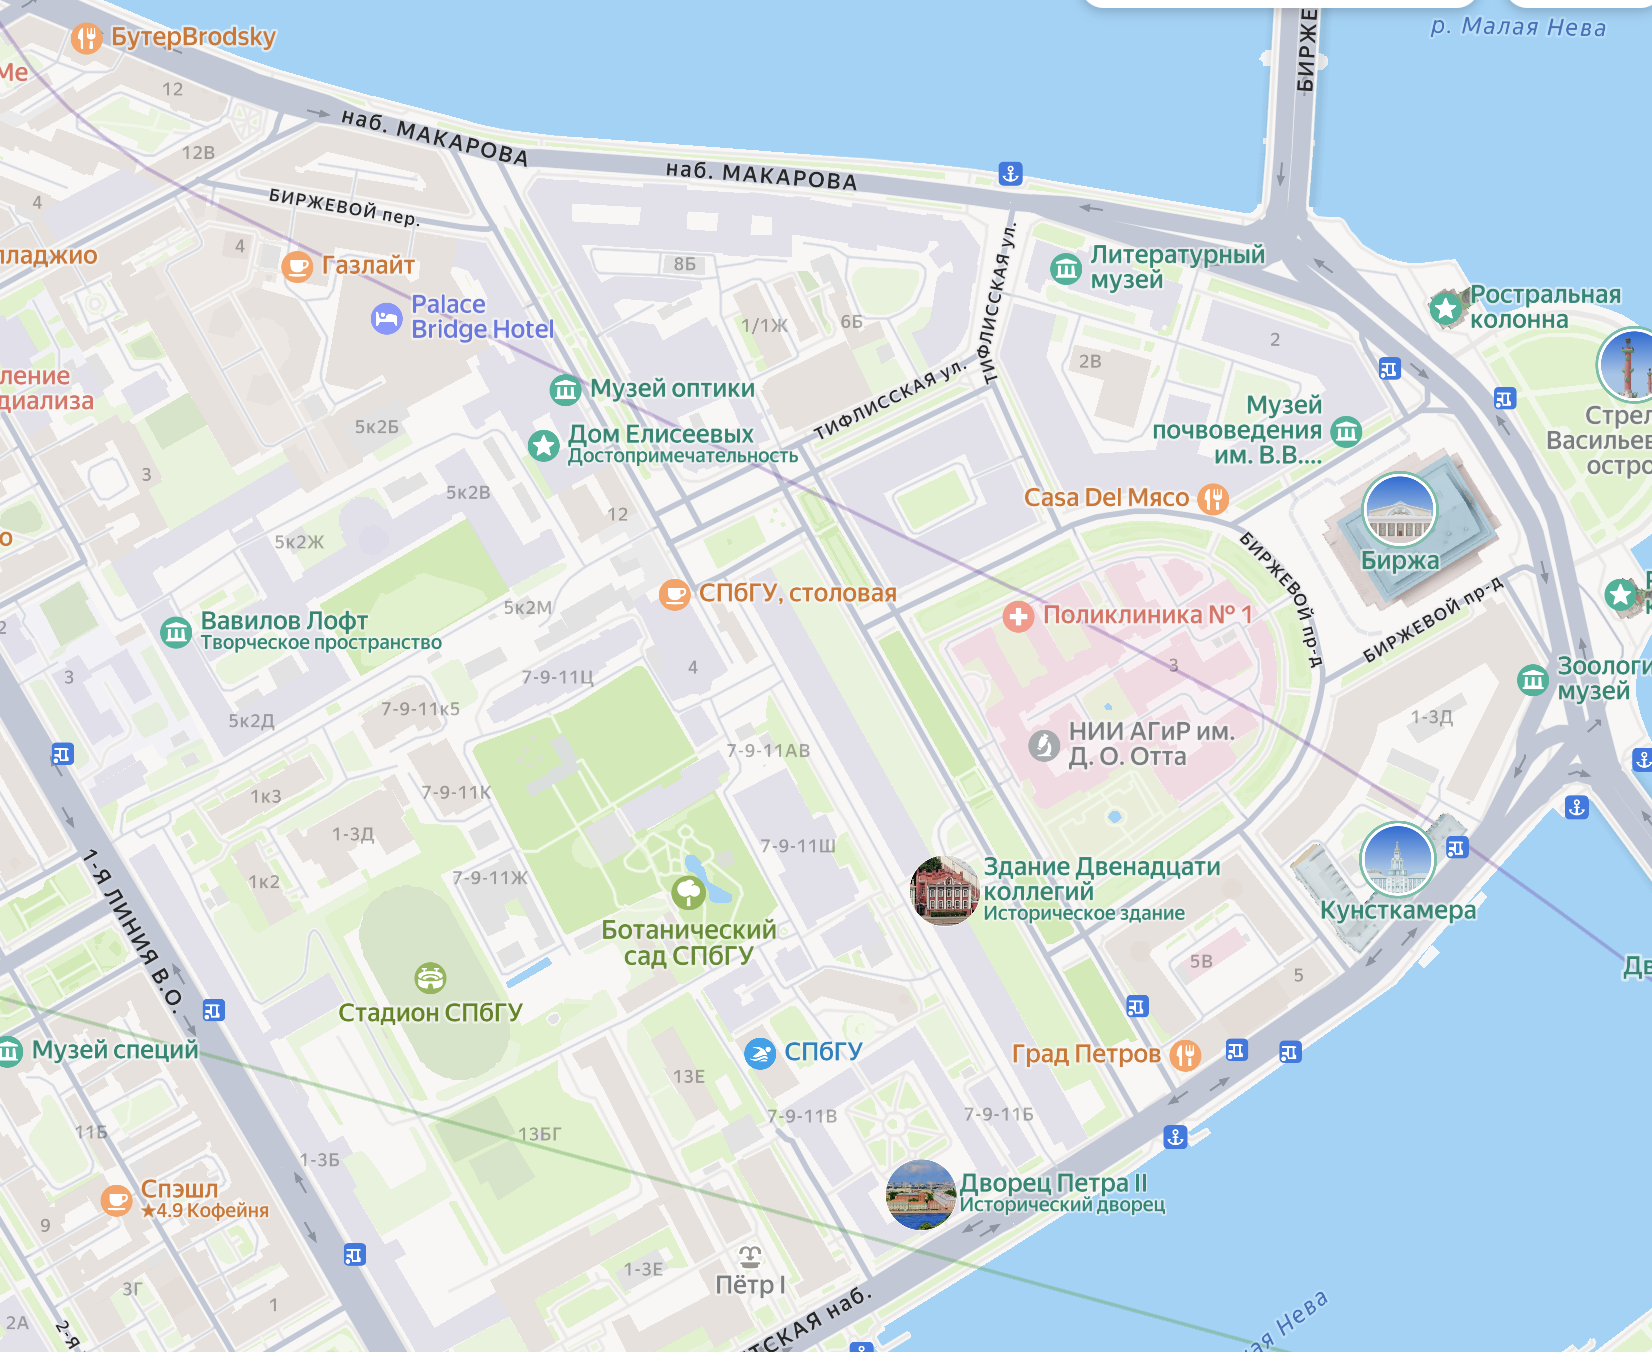 БутерBrodsky
р. Малая Нева
БИРЖЕ
Ме
12
наб. МАКАРОВА
наб. МАКАРОВА
12В
4
БИРЖЕВОЙ пер.
4
лладжио
Газлайт
8Б
ТИФЛИССКАЯ ул.
Литературный
музей
Ростральная
колонна
Palace
Bridge Hotel
1/1Ж
6Б
2
2В
ление
диализа
Музей оптики
ТИФЛИССКАЯ ул.
Музей
почвоведения
им. В.В....
Стрел
Васильев
остро
5к2Б
Дом Елисеевых
Достопримечательность
3
5к2В
12
Casa Del Мясо
о
5к2Ж
БИРЖЕВОЙ пр-д
Биржа
СПбГУ, столовая
5к2М
Поликлиника № 1
БИРЖЕВОЙ пр-д
Вавилов Лофт
Творческое пространство
2
3
7-9-11Ц
4
3
Зоологи
музей
5к2Д
7-9-11к5
НИИ АГиР им.
Д. О. Отта
1-3Д
7-9-11АВ
1к3
7-9-11К
1-3Д
7-9-11Ш
1-я ЛИНИЯ В.О.
1к2
7-9-11Ж
Здание Двенадцати
коллегий
Историческое здание
Кунсткамера
Ботанический
сад СПбГУ
5В
5
Дв
Стадион СПбГУ
Музей специй
СПбГУ
Град Петров
13Е
7-9-11В
7-9-11Б
11Б
13БГ
1-3Б
Спэшл
★4.9 Кофейня
Дворец Петра II
Исторический дворец
9
1-3Е
Пётр I
3Г
1
2А
2-я
ТСКАЯ наб.
ая Нева